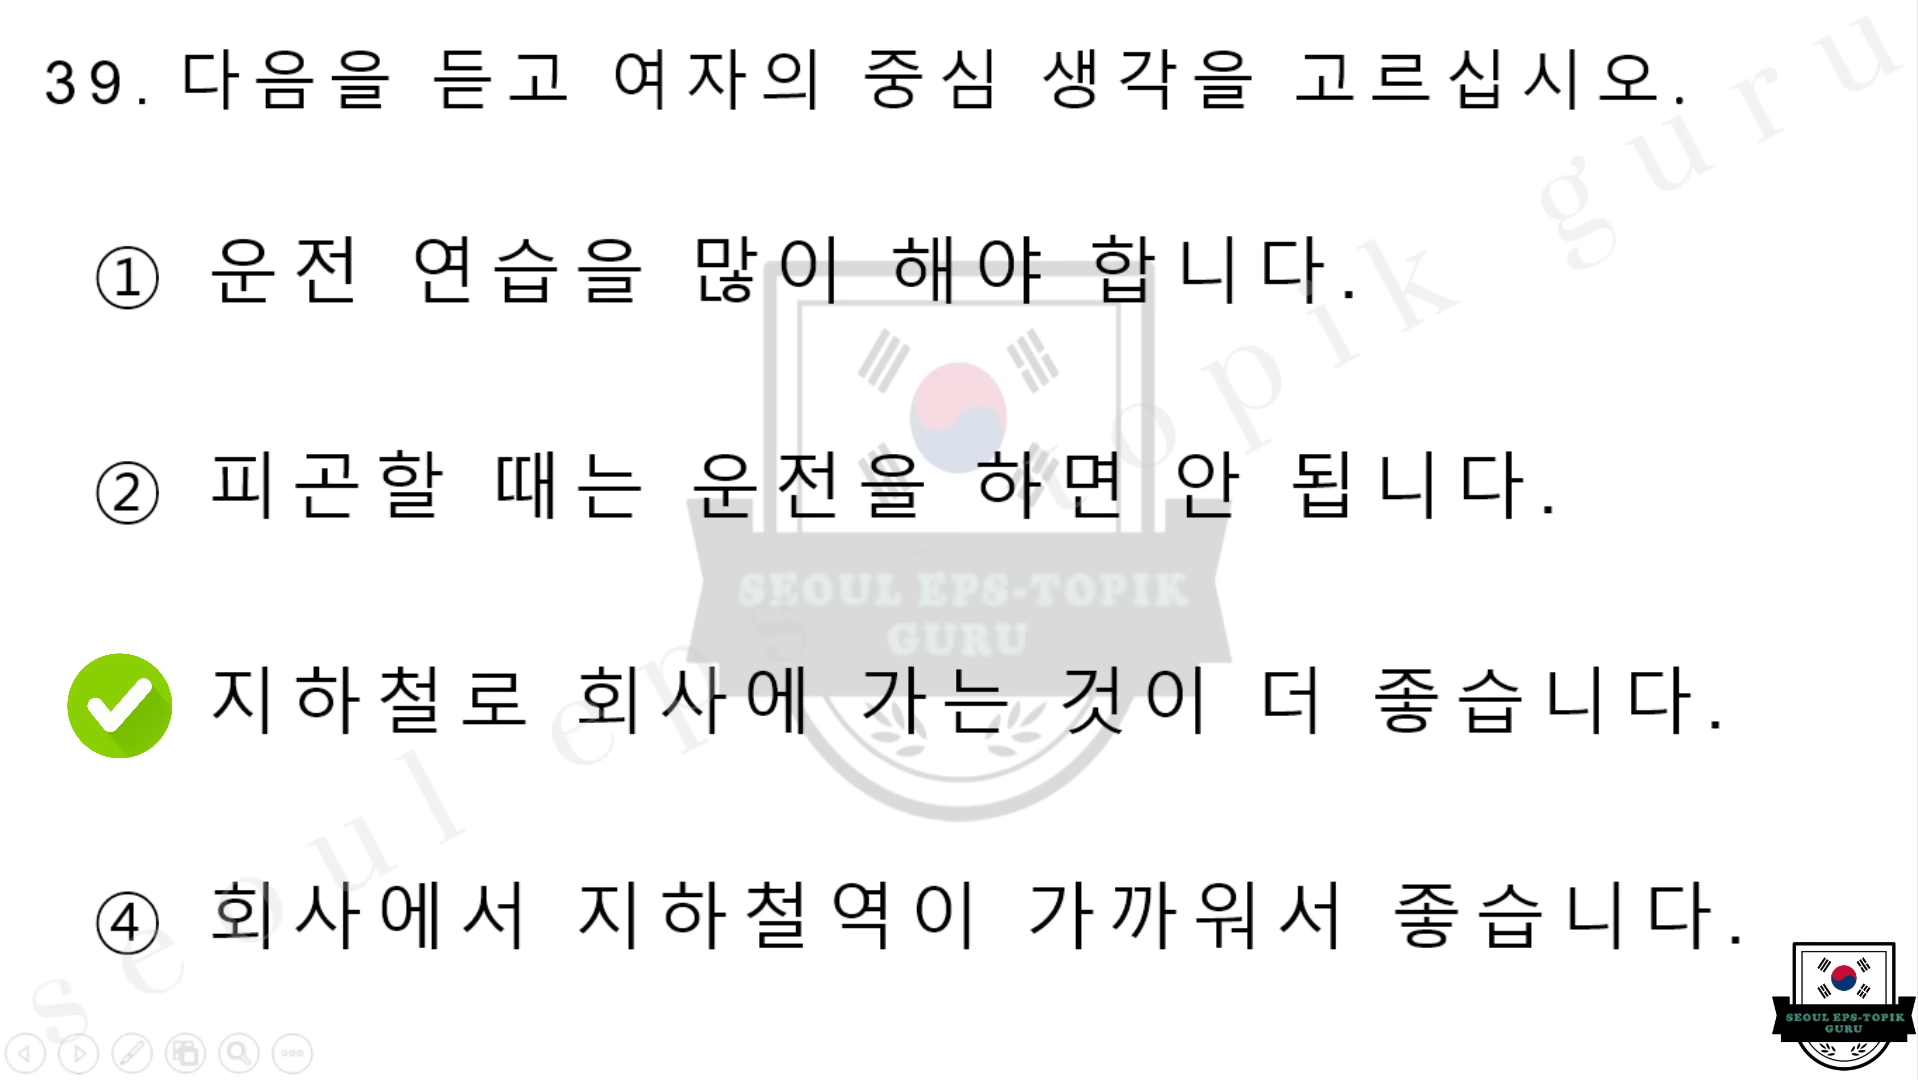 39. 다음을 듣고 여자의 중심 생각을 고르십시오.
① 운전 연습을 많이 해야 합니다.
② 피곤할 때는 운전을 하면 안 됩니다.
지하철로 회사에 가는 것이 더 좋습니다.
④ 회사에서 지하철역이 가까워서 좋습니다.
SEOUL EPS-TOPIK
GURU
seoul eps topik guru
SEOUL EPS-TOPIK
GURU